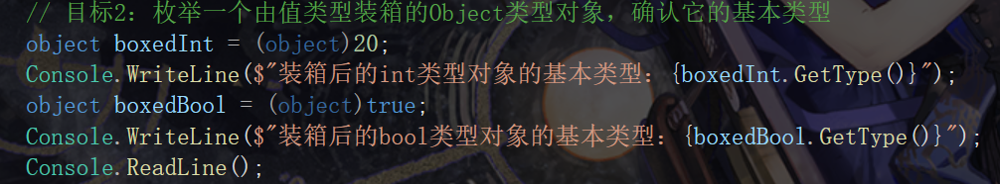 // 目标2：枚举一个由值类型装箱的Object类型对象，确认它的基本类型
object boxedInt = (object)20;
Console.WriteLine($"装箱后的int类型对象的基本类型：{boxedInt.GetType()}");
object boxedBool = (object)true;
Console.WriteLine($"装箱后的bool类型对象的基本类型：{boxedBool.GetType()}");
Console.ReadLine();